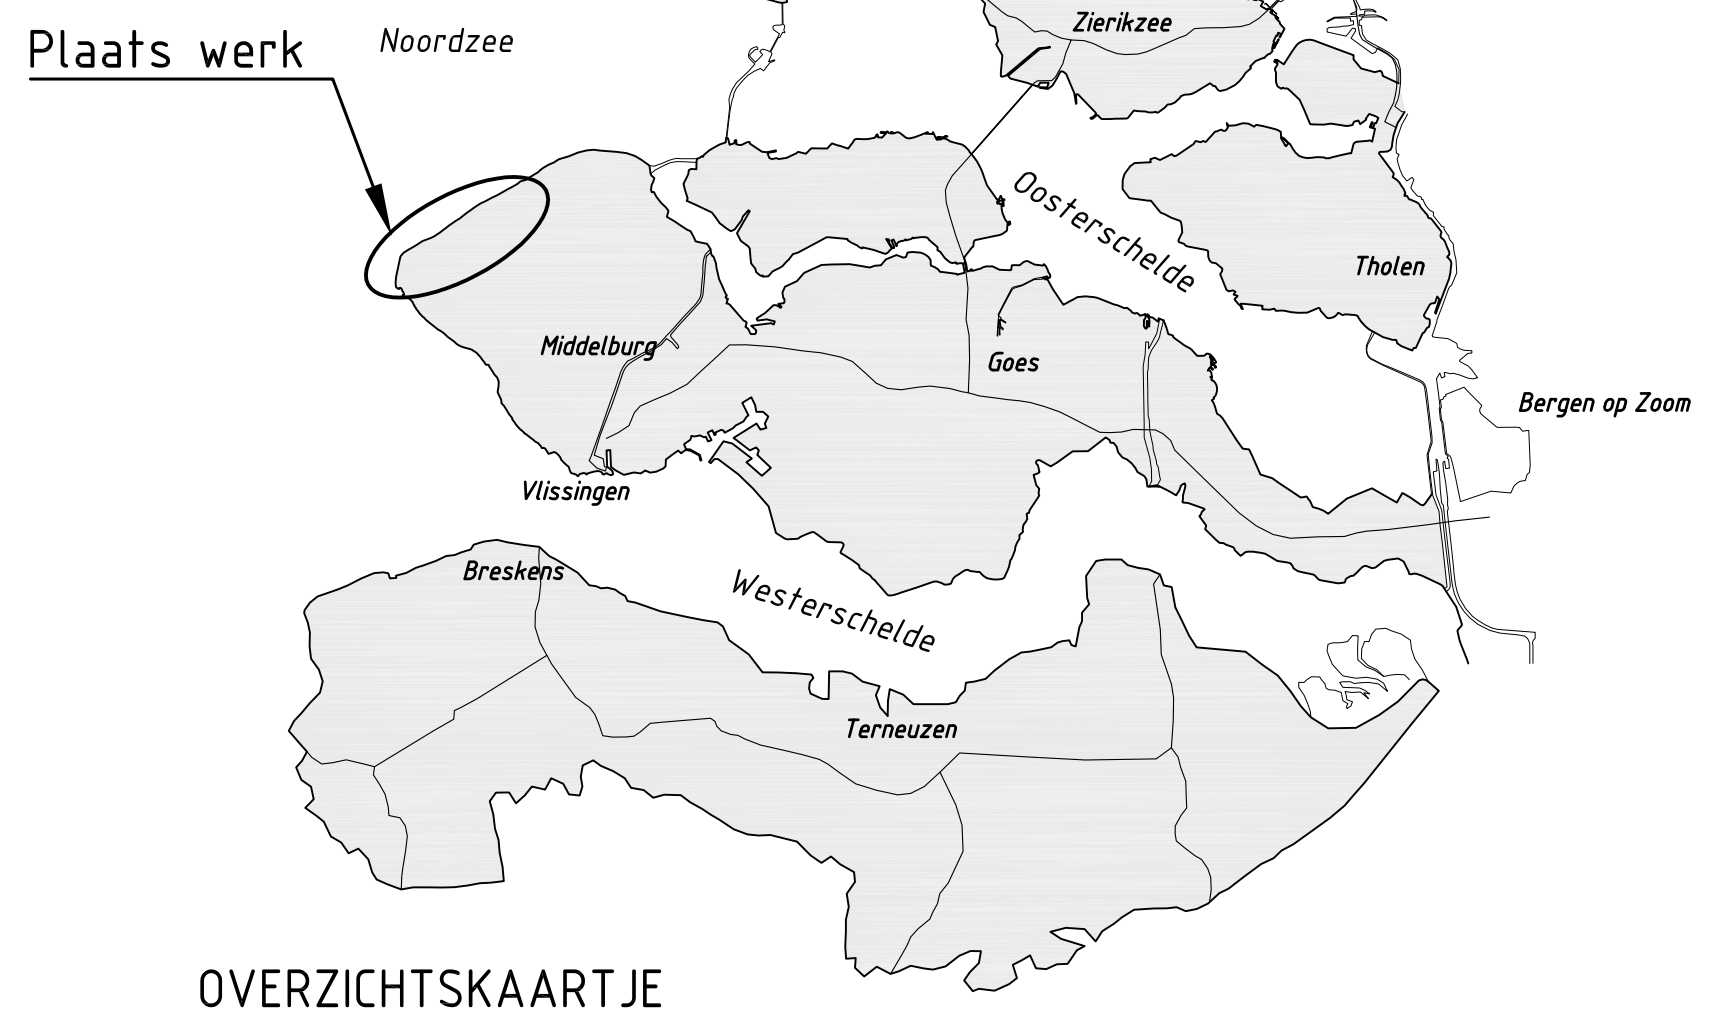 Zierikzee
Plaats werk
Noordzee
Oosterschelde
Tholen
Middelburg
Goes
Bergen op Zoom
Vlissingen
Breskens
Westerschelde
Terneuzen
OVERZICHTSKAARTJE